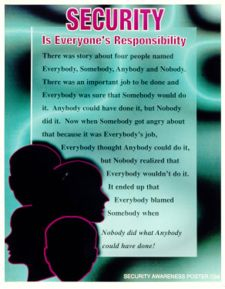 SECURITY
Is Everyone's Responsibility
There was story about four people named
Everybody, Somebody, Anybody and Nobody.
There was an important job to be done and
Everybody was sure that Somebody would do
it. Anybody could have done it, but Nobody
did it. Now when Somebody got angry about
that because it was Everybody's job,
Everybody thought Anybody could do it,
but Nobody realized that
Everybody wouldn't do it.
It ended up that
Everybody blamed
Somebody when
Nobody did what Anybody
could have done!
SECURITY AWARENESS POSTER